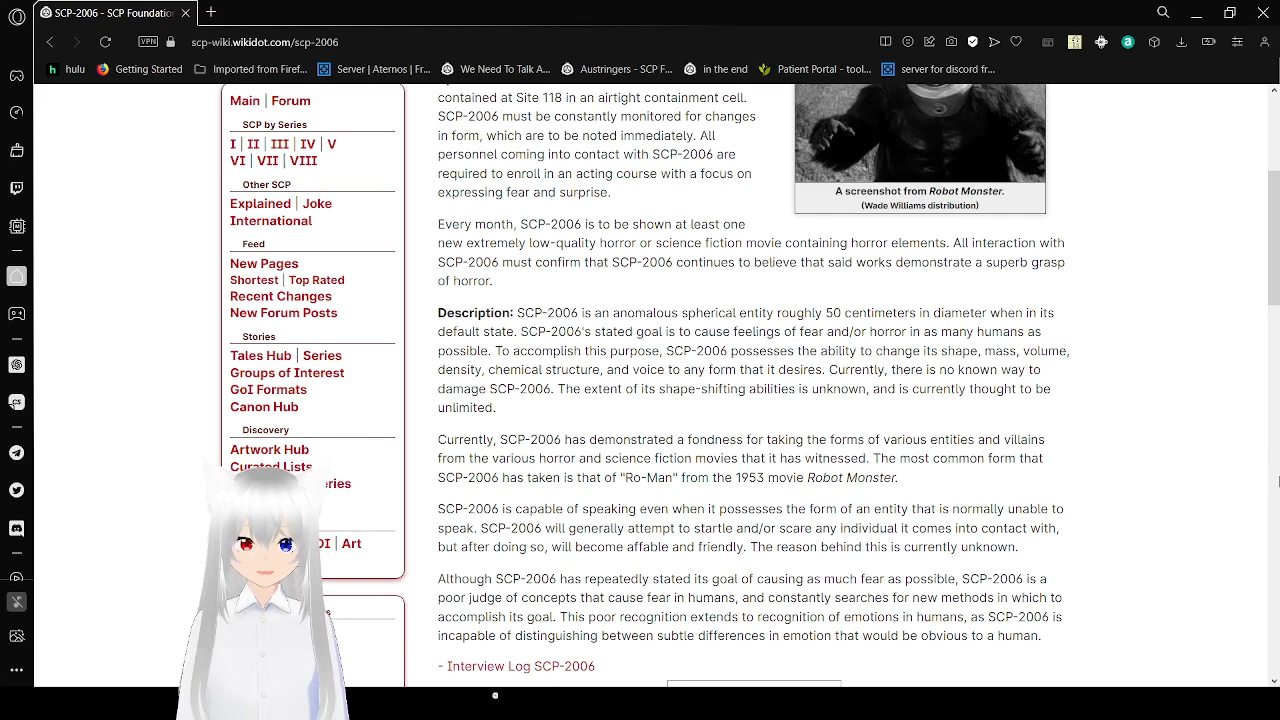 SCP-2006 - SCP Foundation
scp-wiki.wikidot.com/scp-2006
VPN
hulu
Getting Started
Imported from Firef...
Server | Aternos | Fr...
We Need To Talk A...
Austringers - SCP F...
in the end
Patient Portal - tool...
server for discord fr...
Main | Forum
SCP by Series
I | II | III | IV | V
VI | VII | VIII
Other SCP
Explained | Joke
International
Feed
New Pages
Shortest | Top Rated
Recent Changes
New Forum Posts
Stories
Tales Hub | Series
Groups of Interest
GoI Formats
Canon Hub
Discovery
Artwork Hub
Curated Lists
eries
OI | Art
contained at Site 118 in an airtight containment cell.
SCP-2006 must be constantly monitored for changes
in form, which are to be noted immediately. All
personnel coming into contact with SCP-2006 are
required to enroll in an acting course with a focus on
expressing fear and surprise.
A screenshot from Robot Monster.
(Wade Williams distribution)
Every month, SCP-2006 is to be shown at least one
new extremely low-quality horror or science fiction movie containing horror elements. All interaction with
SCP-2006 must confirm that SCP-2006 continues to believe that said works demonstrate a superb grasp
of horror.
Description: SCP-2006 is an anomalous spherical entity roughly 50 centimeters in diameter when in its
default state. SCP-2006's stated goal is to cause feelings of fear and/or horror in as many humans as
possible. To accomplish this purpose, SCP-2006 possesses the ability to change its shape, mass, volume,
density, chemical structure, and voice to any form that it desires. Currently, there is no known way to
damage SCP-2006. The extent of its shape-shifting abilities is unknown, and is currently thought to be
unlimited.
Currently, SCP-2006 has demonstrated a fondness for taking the forms of various entities and villains
from the various horror and science fiction movies that it has witnessed. The most common form that
SCP-2006 has taken is that of "Ro-Man" from the 1953 movie Robot Monster.
SCP-2006 is capable of speaking even when it possesses the form of an entity that is normally unable to
speak. SCP-2006 will generally attempt to startle and/or scare any individual it comes into contact with,
but after doing so, will become affable and friendly. The reason behind this is currently unknown.
Although SCP-2006 has repeatedly stated its goal of causing as much fear as possible, SCP-2006 is a
poor judge of concepts that cause fear in humans, and constantly searches for new methods in which to
accomplish its goal. This poor recognition extends to recognition of emotions in humans, as SCP-2006 is
incapable of distinguishing between subtle differences in emotion that would be obvious to a human.
- Interview Log SCP-2006